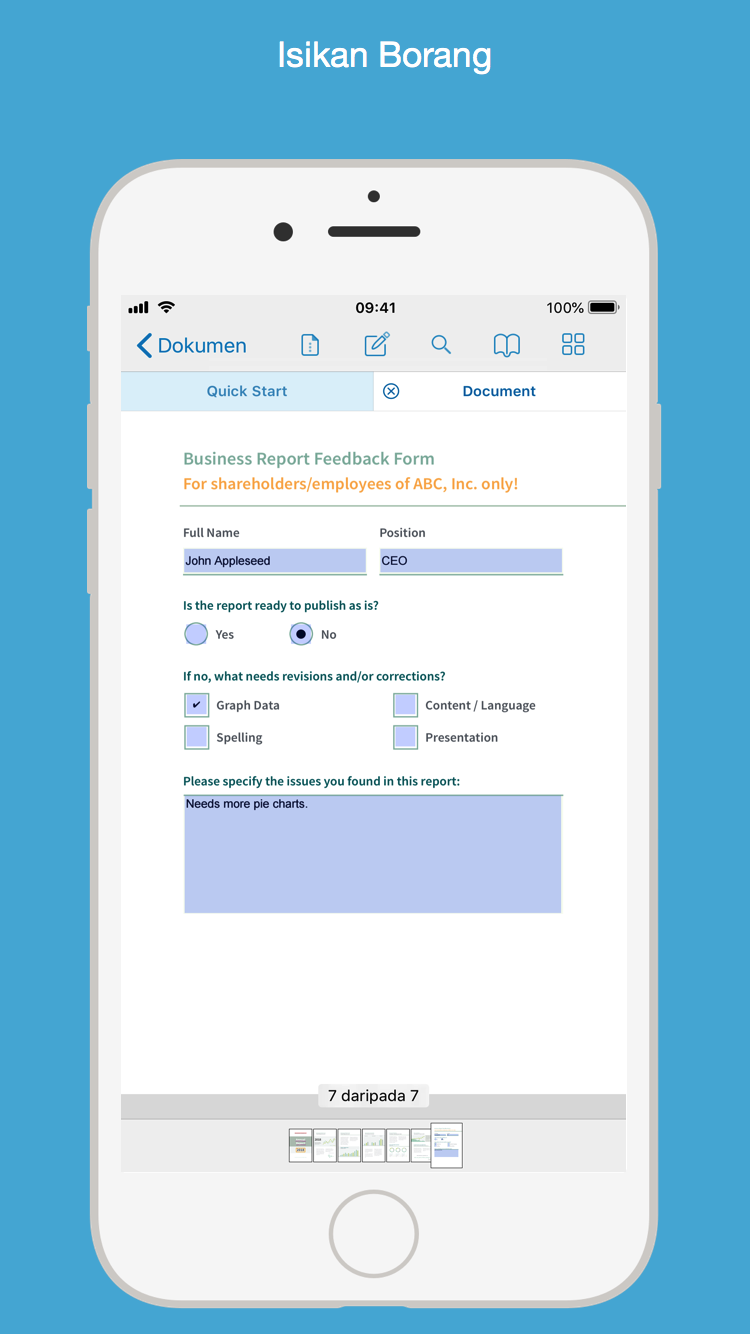 Isikan Borang
09:41
100%
Dokumen
Quick Start
Document
Business Report Feedback Form
For shareholders/employees of ABC, Inc. only!
Full Name
Position
John Appleseed
CEO
Is the report ready to publish as is?
Yes
No
If no, what needs revisions and/or corrections?
Graph Data
Content / Language
Spelling
Presentation
Please specify the issues you found in this report:
Needs more pie charts.
7 daripada 7